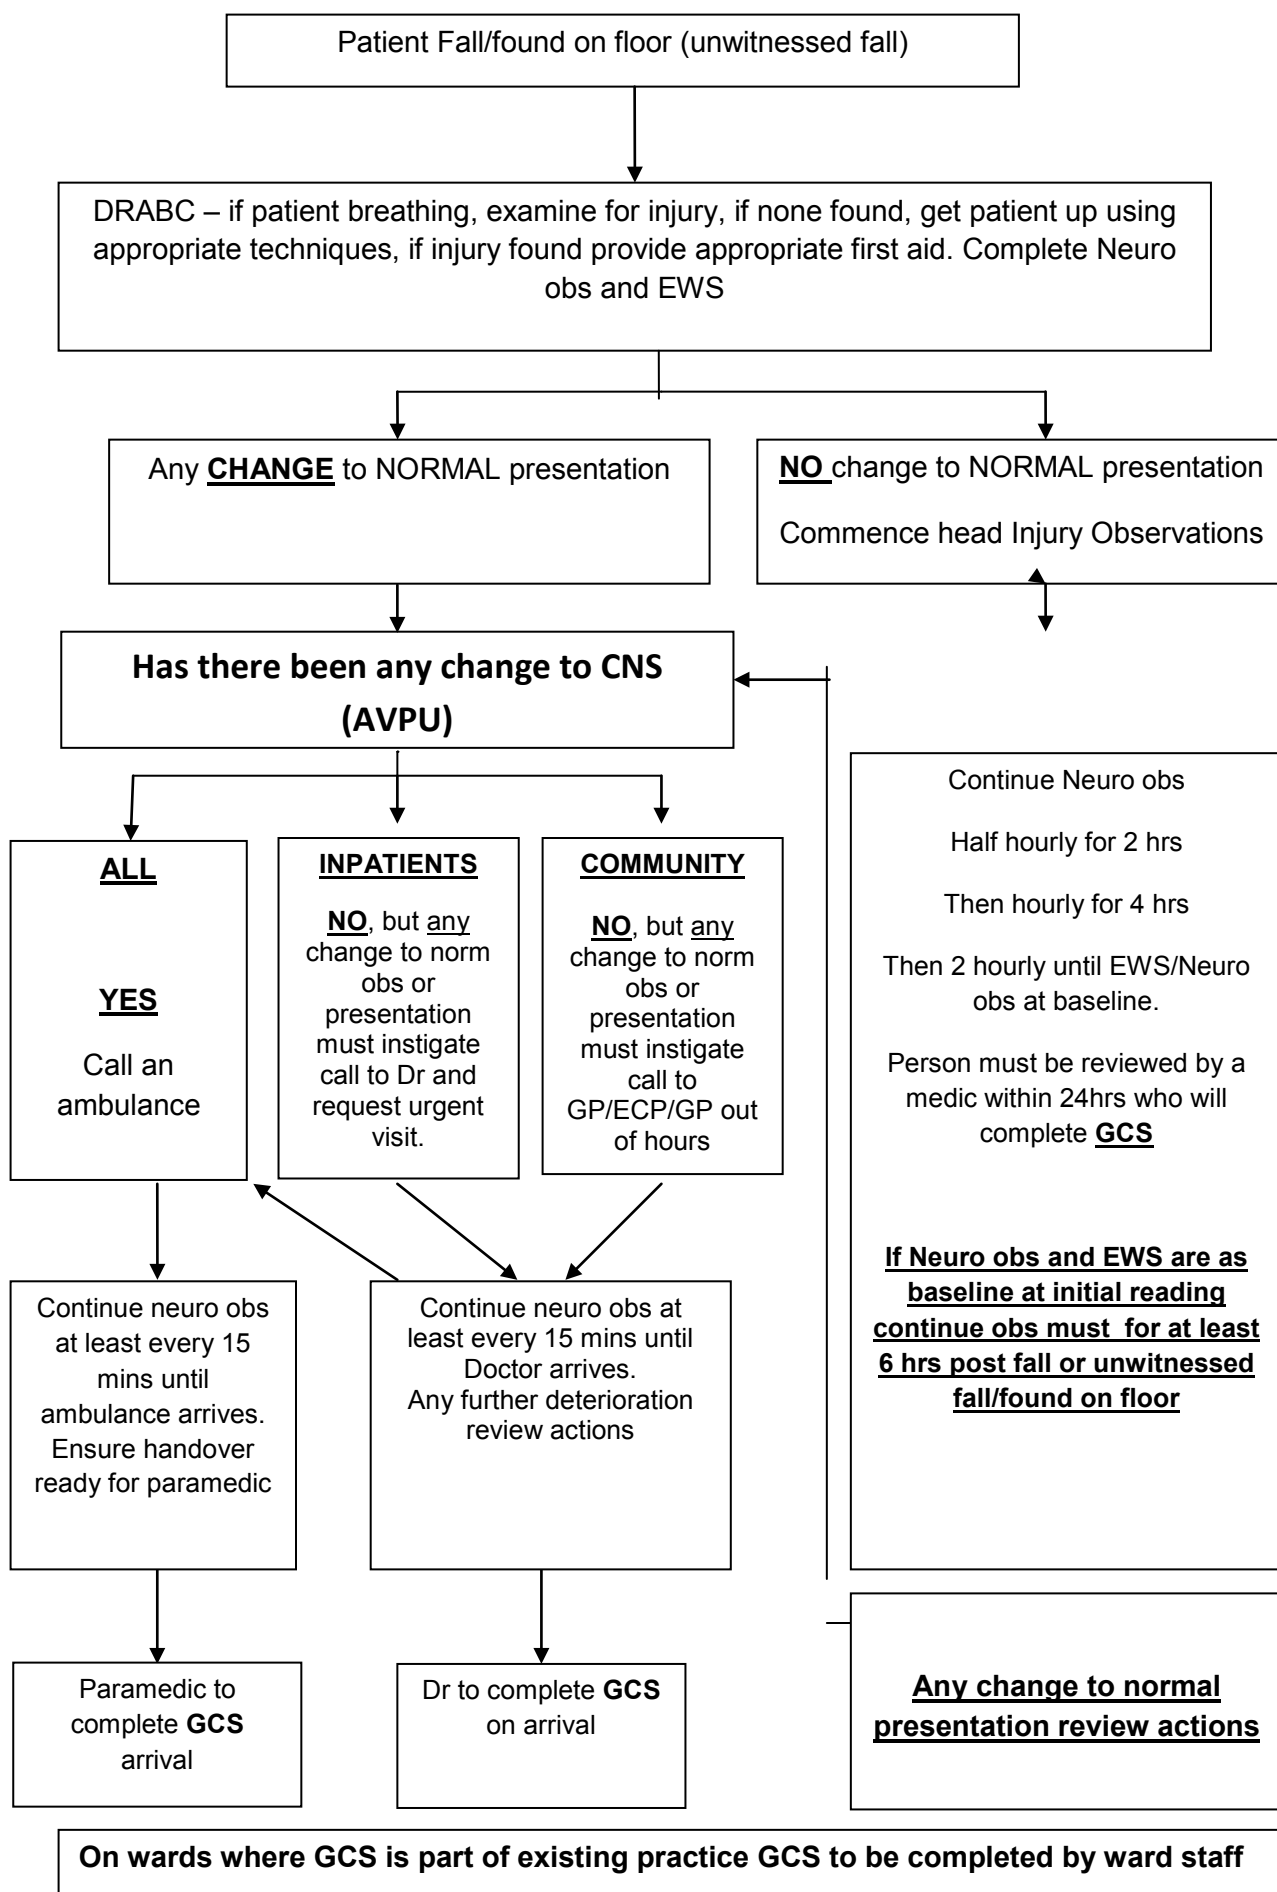 Patient Fall/found on floor (unwitnessed fall)
DRABC – if patient breathing, examine for injury, if none found, get patient up using
appropriate techniques, if injury found provide appropriate first aid. Complete Neuro
obs and EWS
Any CHANGE to NORMAL presentation
NO change to NORMAL presentation
Commence head Injury Observations
Has there been any change to CNS
(AVPU)
ALL
YES
Call an
ambulance
INPATIENTS
NO, but any
change to norm
obs or
presentation
must instigate
call to Dr and
request urgent
visit.
COMMUNITY
NO, but any
change to norm
obs or
presentation
must instigate
call to
GP/ECP/GP out
of hours
Continue Neuro obs
Half hourly for 2 hrs
Then hourly for 4 hrs
Then 2 hourly until EWS/Neuro
obs at baseline.
Person must be reviewed by a
medic within 24hrs who will
complete GCS
If Neuro obs and EWS are as
baseline at initial reading
continue obs must  for at least
6 hrs post fall or unwitnessed
fall/found on floor
Continue neuro obs
at least every 15
mins until
ambulance arrives.
Ensure handover
ready for paramedic
Continue neuro obs at
least every 15 mins until
Doctor arrives.
Any further deterioration
review actions
Paramedic to
complete GCS
arrival
Dr to complete GCS
on arrival
Any change to normal
presentation review actions
On wards where GCS is part of existing practice GCS to be completed by ward staff